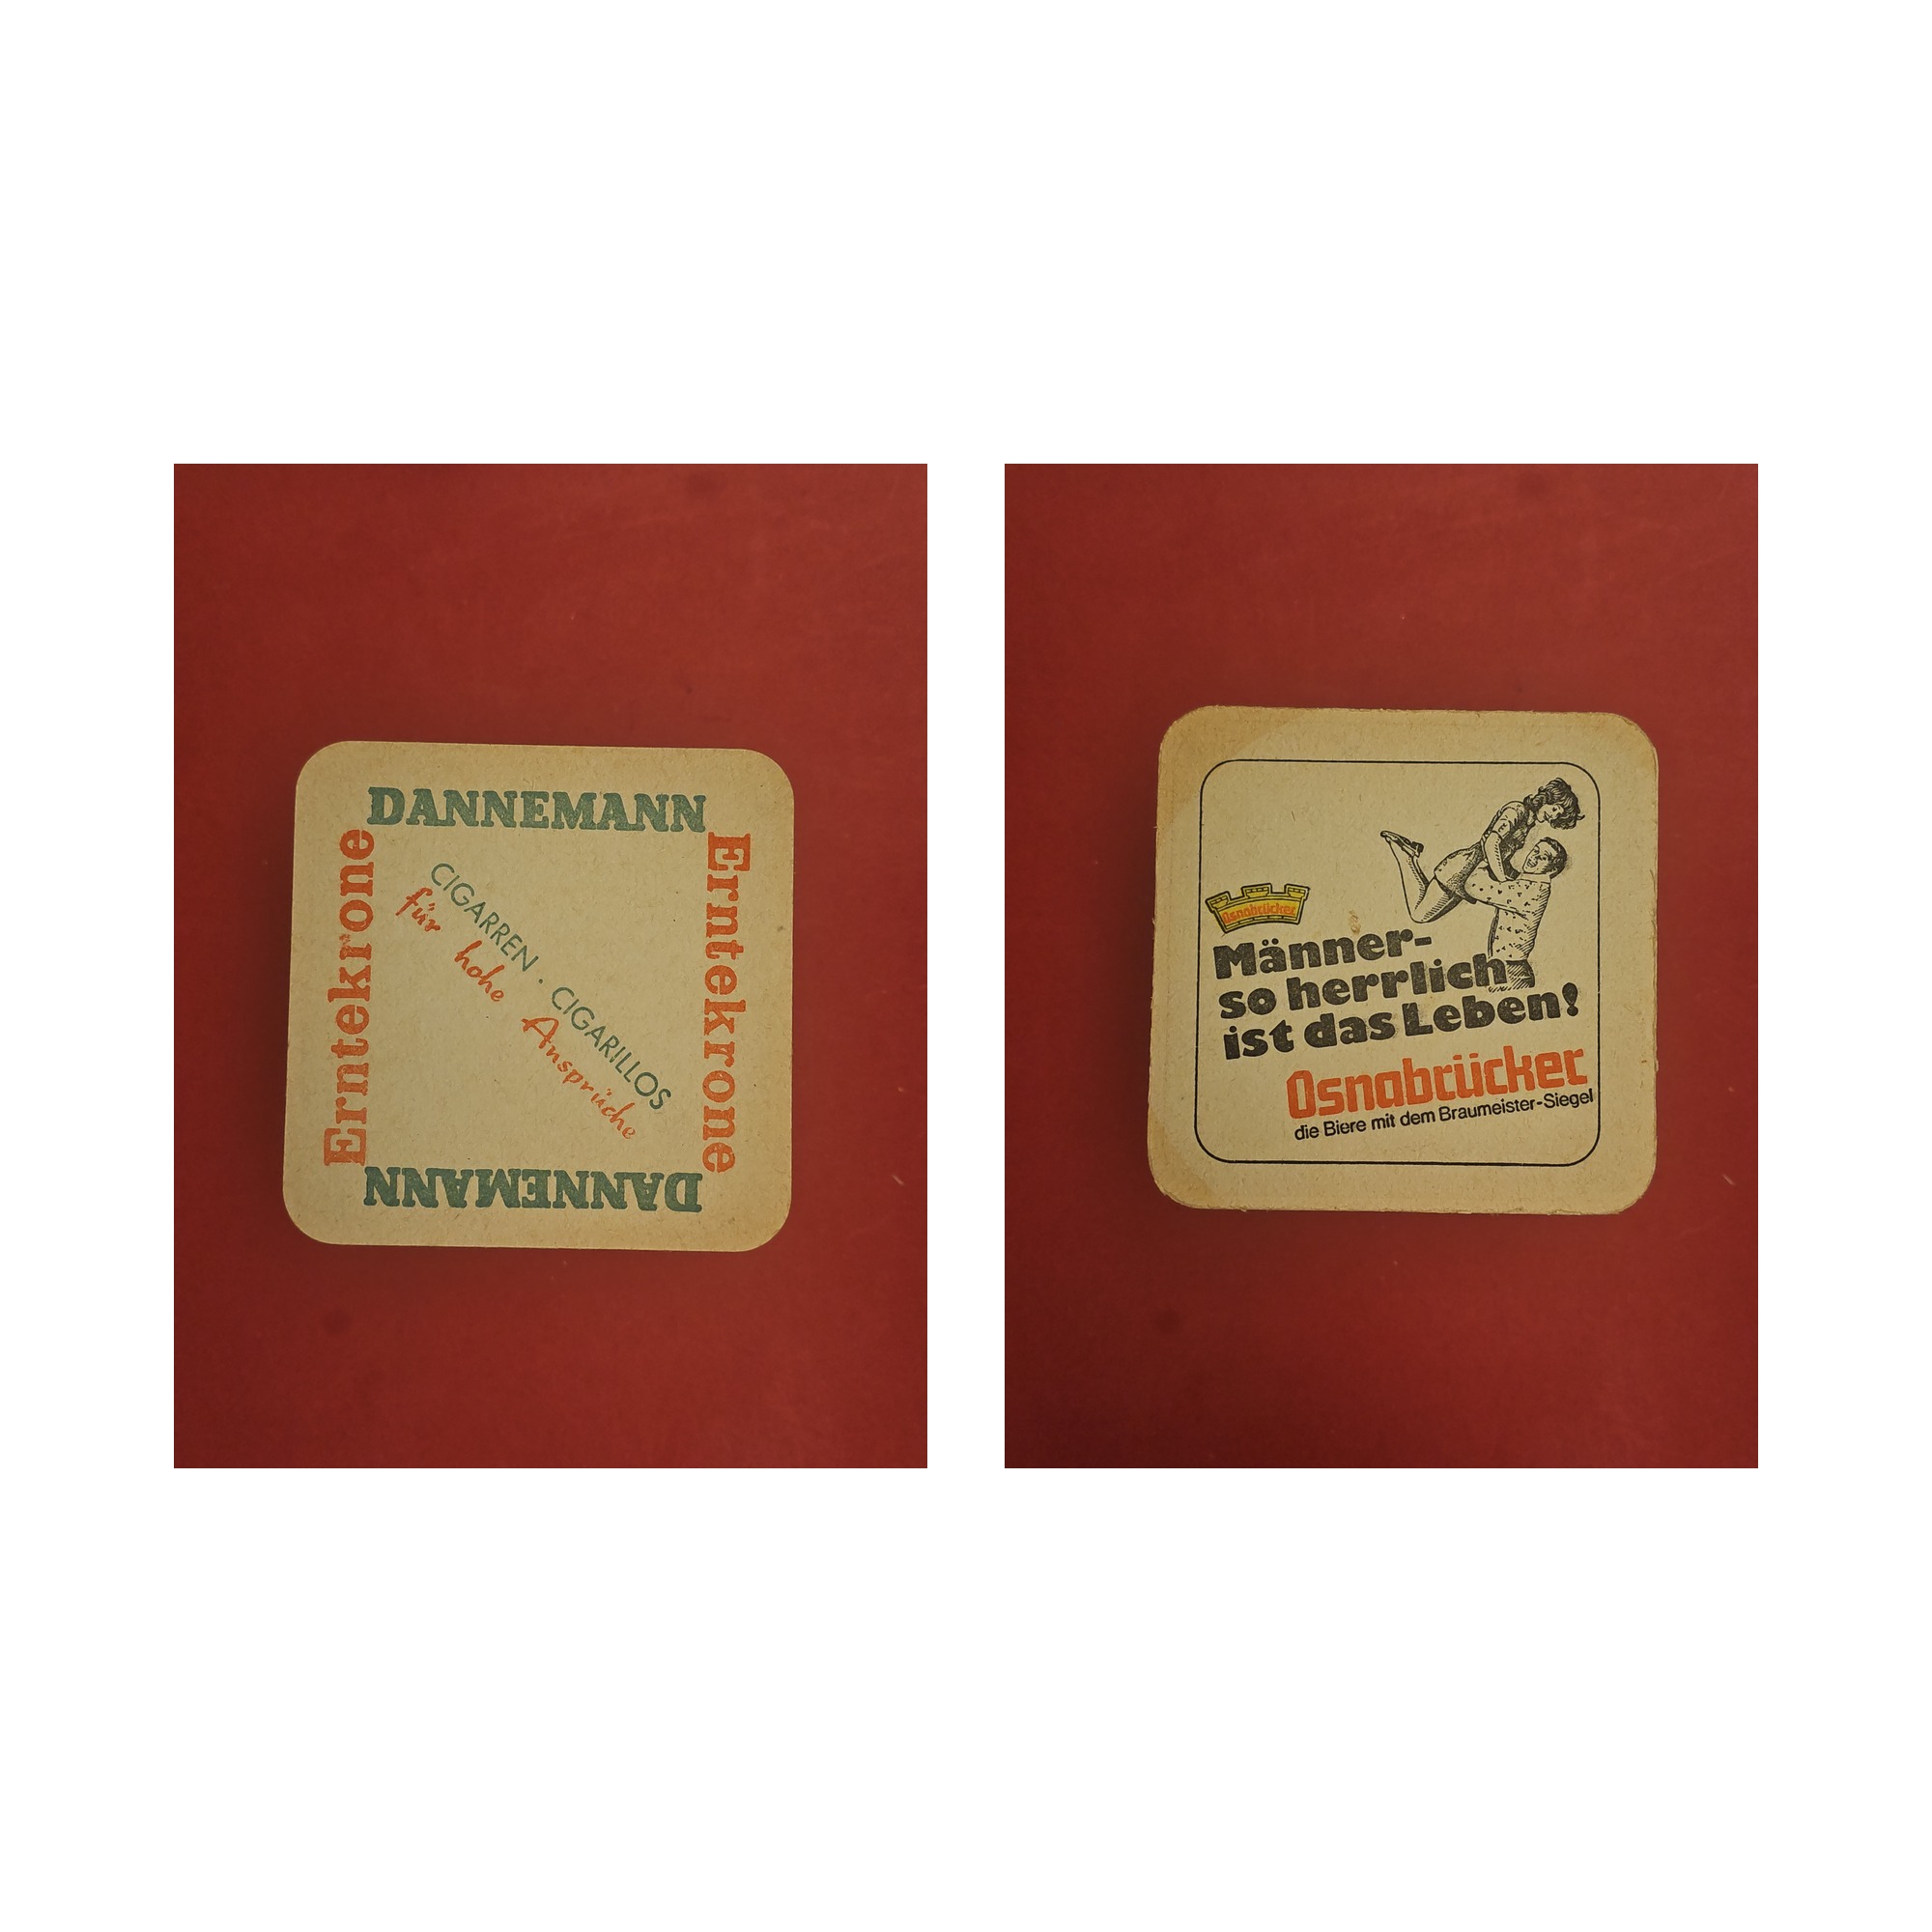 DANNEMANN
Erntekrone
Erntekrone
CIGARREN · CIGARILLOS
für hohe Ansprüche
DANNEMANN
Osnabrücker
Männer-
so herrlich
ist das Leben!
Osnabrücker
die Biere mit dem Braumeister-Siegel